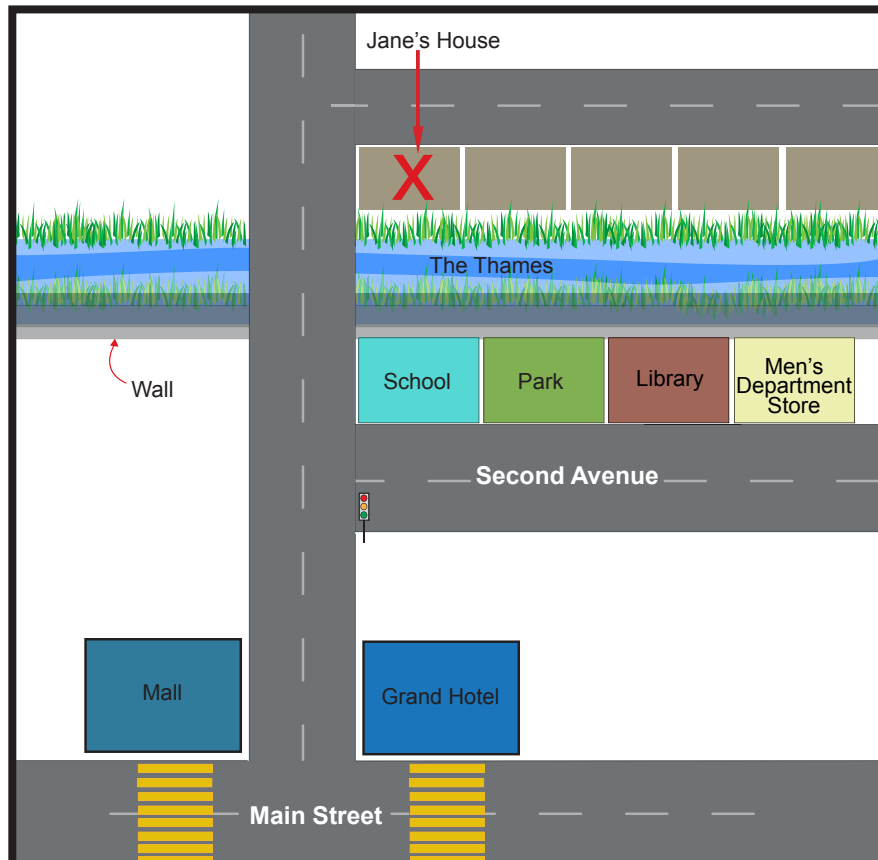 Jane’s House
X
The Thames
Wall
School
Park
Library
Men’s
Department
Store
Second Avenue
Mall
Grand Hotel
Main Street